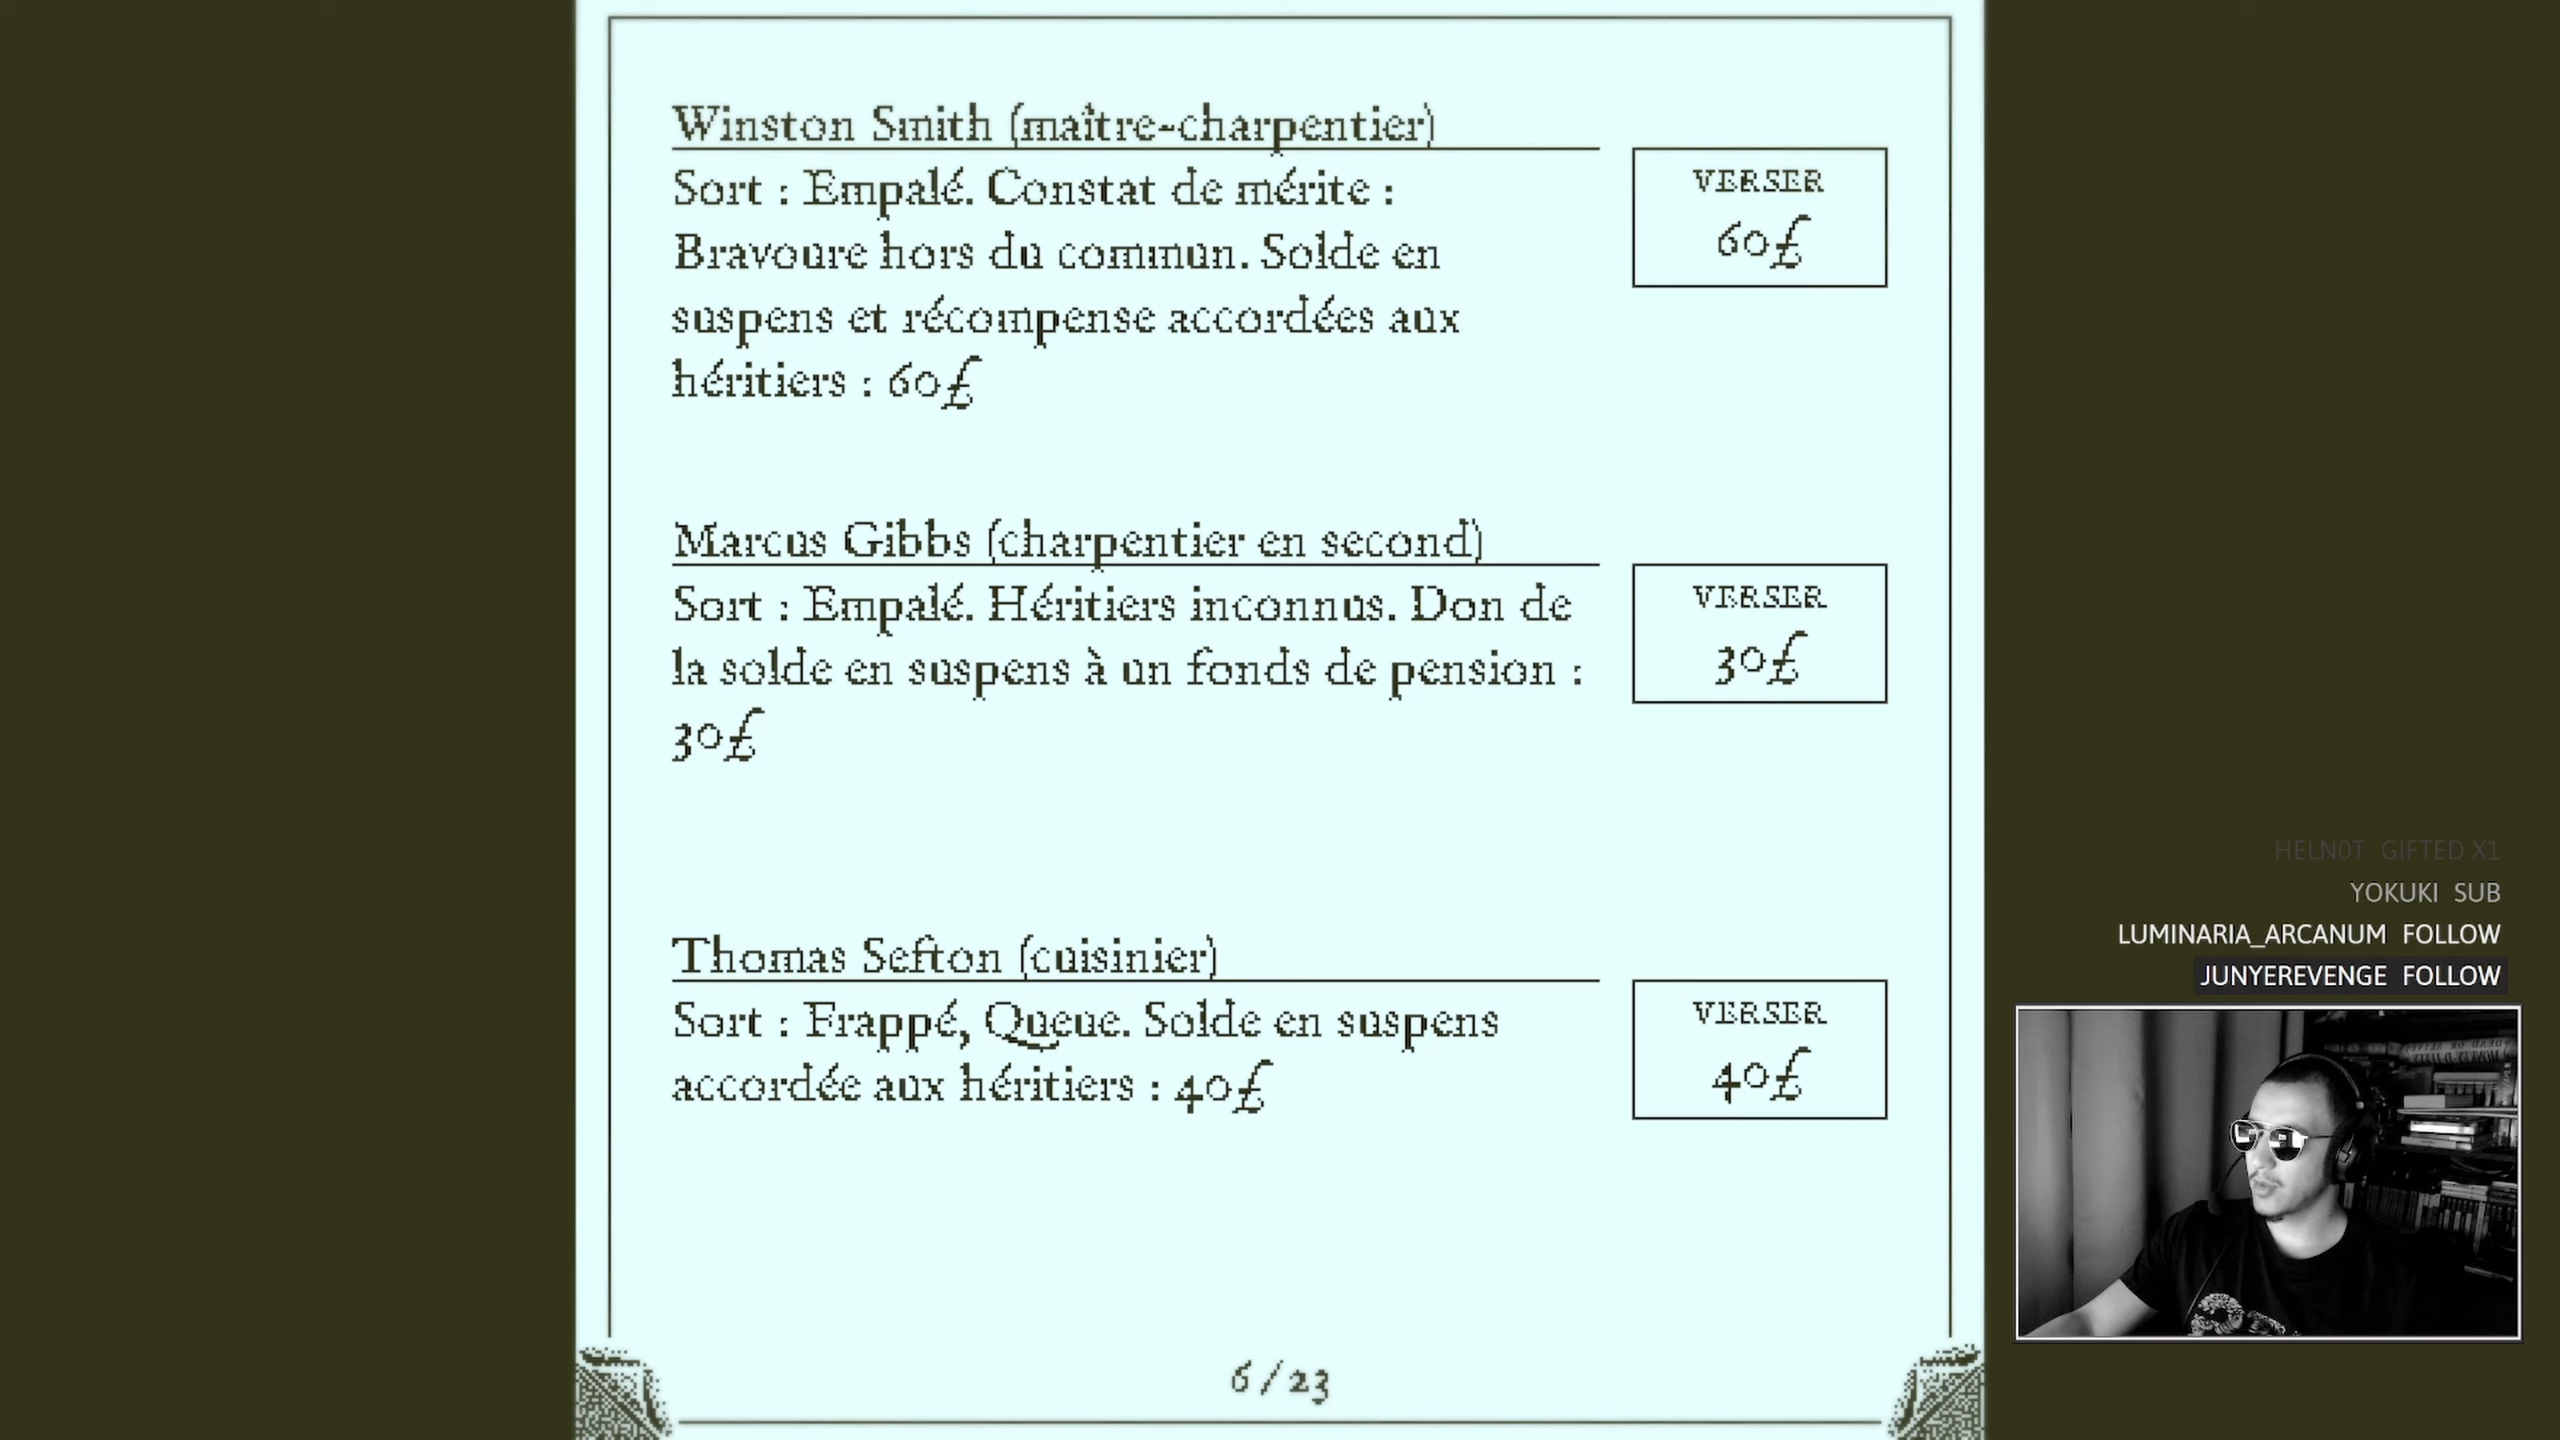 Winston Smith (maître-charpentier)
Sort : Empalé. Constat de mérite :
Bravoure hors du commun. Solde en
suspens et récompense accordées aux
héritiers : 60£
VERSER
60£
Marcus Gibbs (charpentier en second)
Sort : Empalé. Héritiers inconnus. Don de
la solde en suspens à un fonds de pension :
30£
VERSER
30£
Thomas Sefton (cuisinier)
Sort : Frappé, Queue. Solde en suspens
accordée aux héritiers : 40£
VERSER
40£
6/23
HELN0T GIFTED X1
YOKUKI SUB
LUMINARIA_ARCANUM FOLLOW
JUNYEREVENGE FOLLOW